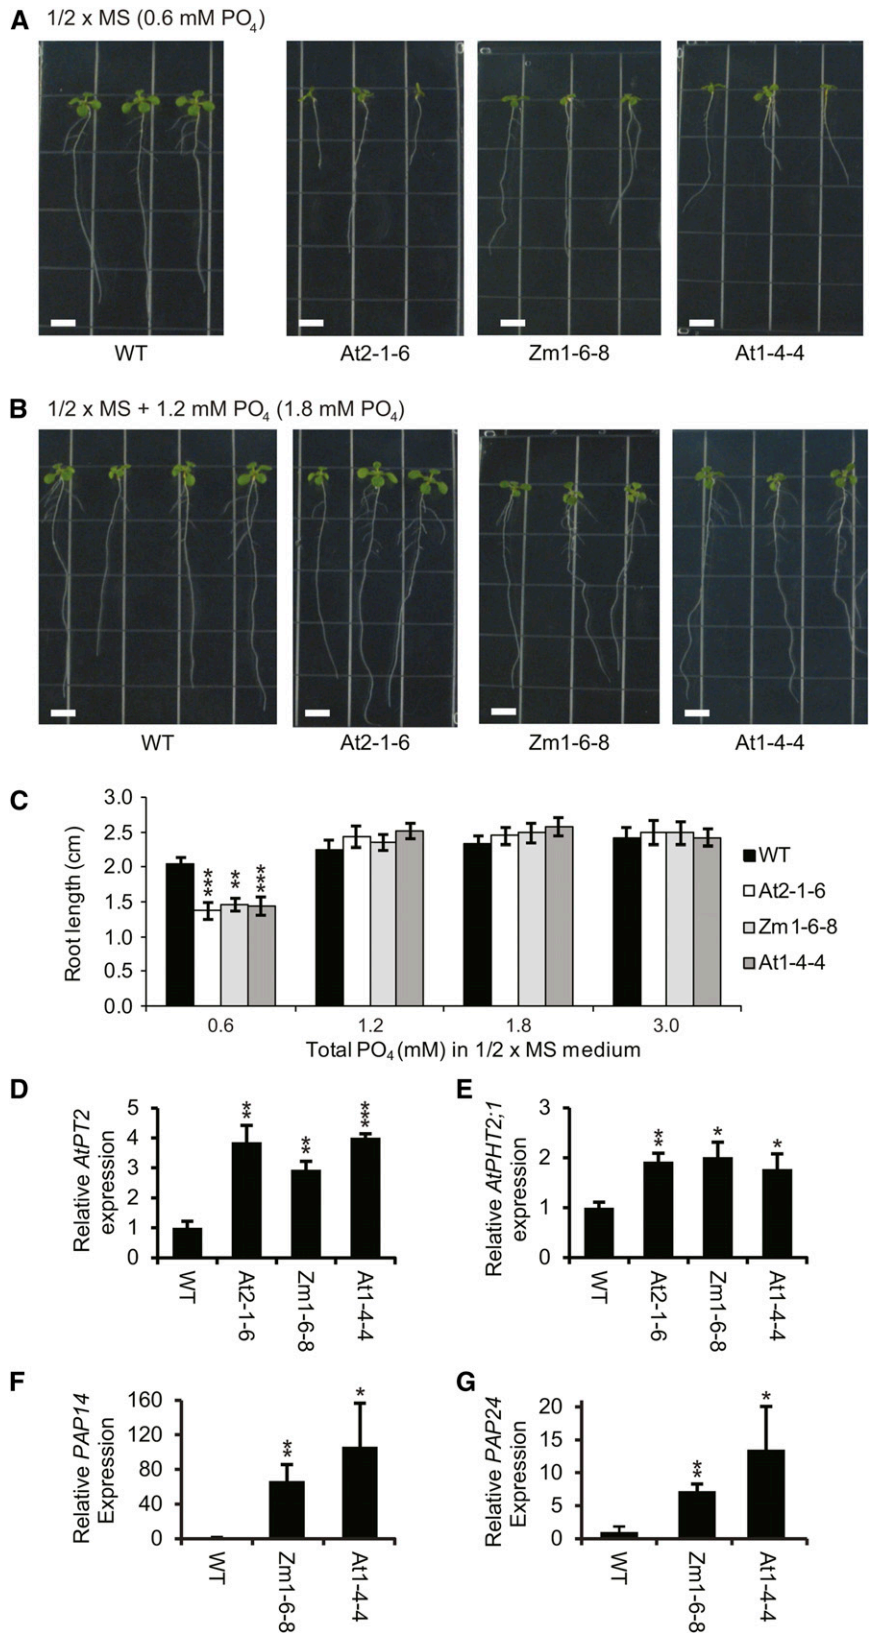 A 1/2 x MS (0.6 mM PO4)
WT At2-1-6 Zm1-6-8 At1-4-4
B 1/2 x MS + 1.2 mM PO4 (1.8 mM PO4)
WT At2-1-6 Zm1-6-8 At1-4-4
C
Root length (cm)
3.0
2.5
2.0
1.5
1.0
0.5
0.0
*** ** ***
0.6 1.2 1.8 3.0
Total PO4 (mM) in 1/2 x MS medium
WT
At2-1-6
Zm1-6-8
At1-4-4
D
Relative AtPT2
expression
5
4
3
2
1
0
** ** ***
WT At2-1-6 Zm1-6-8 At1-4-4
E
Relative AtPHT2;1
expression
3
2
1
0
** * *
WT At2-1-6 Zm1-6-8 At1-4-4
F
Relative PAP14
Expression
160
120
80
40
0
** *
WT Zm1-6-8 At1-4-4
G
Relative PAP24
Expression
20
15
10
5
0
** *
WT Zm1-6-8 At1-4-4